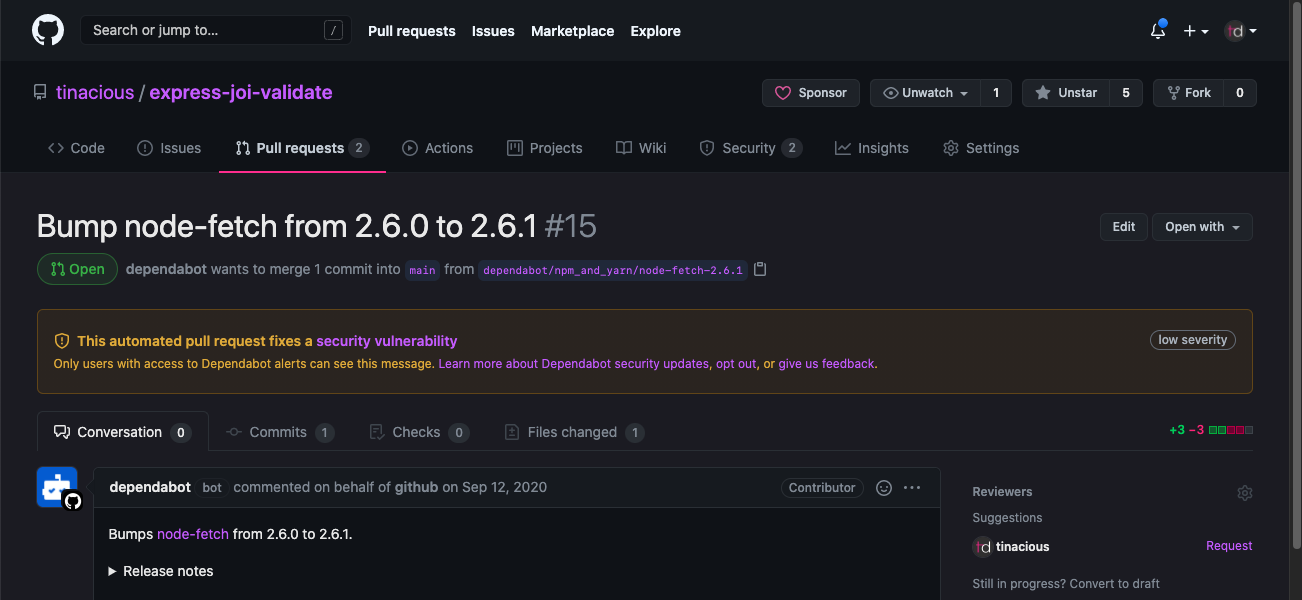 Search or jump to... / Pull requests Issues Marketplace Explore td
tinacious / express-joi-validate Sponsor Unwatch 1 Unstar 5 Fork 0
Code Issues Pull requests 2 Actions Projects Wiki Security 2 Insights Settings
Bump node-fetch from 2.6.0 to 2.6.1 #15 Edit Open with
Open dependabot wants to merge 1 commit into main from dependabot/npm_and_yarn/node-fetch-2.6.1
This automated pull request fixes a security vulnerability low severity
Only users with access to Dependabot alerts can see this message. Learn more about Dependabot security updates, opt out, or give us feedback.
Conversation 0 Commits 1 Checks 0 Files changed 1 +3 −3
dependabot bot commented on behalf of github on Sep 12, 2020 Contributor
Reviewers
Suggestions
Bumps node-fetch from 2.6.0 to 2.6.1.
td tinacious Request
Release notes
Still in progress? Convert to draft